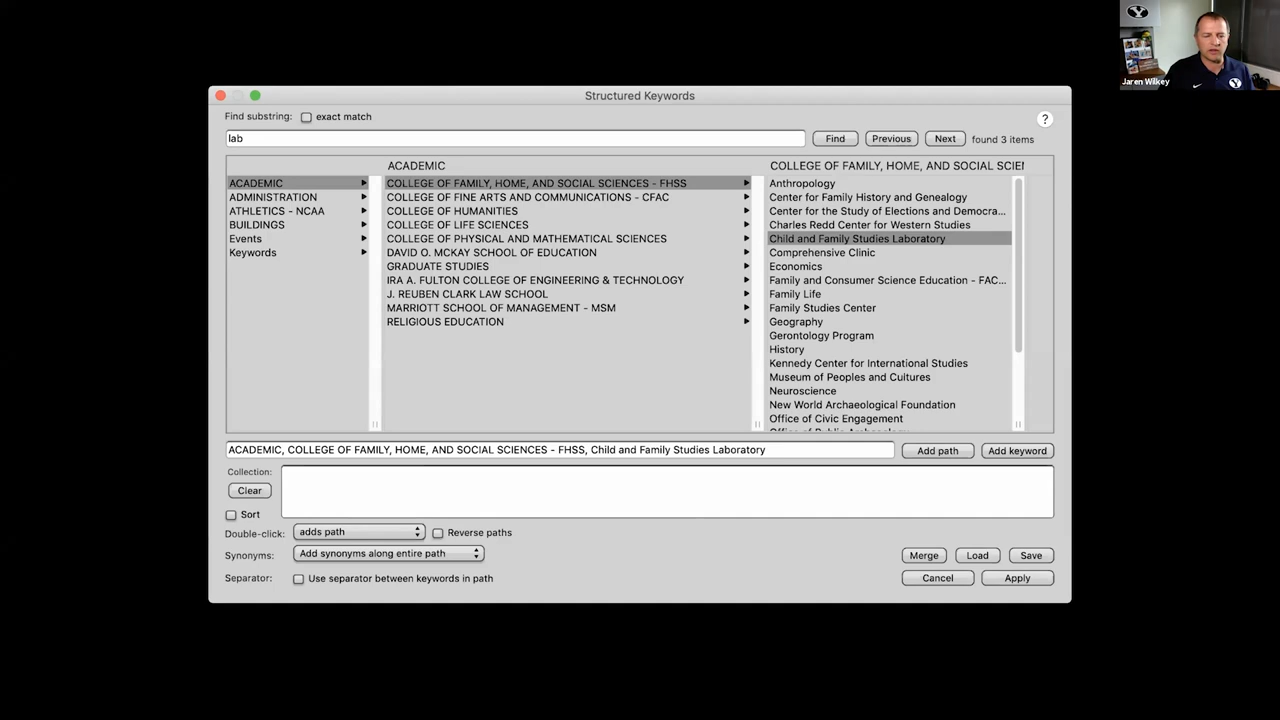 Jaren Wilkey
Structured Keywords
Find substring: exact match
?
lab Find Previous Next found 3 items
ACADEMIC COLLEGE OF FAMILY, HOME, AND SOCIAL SCIEN
ACADEMIC
ADMINISTRATION
ATHLETICS - NCAA
BUILDINGS
Events
Keywords
COLLEGE OF FAMILY, HOME, AND SOCIAL SCIENCES - FHSS
COLLEGE OF FINE ARTS AND COMMUNICATIONS - CFAC
COLLEGE OF HUMANITIES
COLLEGE OF LIFE SCIENCES
COLLEGE OF PHYSICAL AND MATHEMATICAL SCIENCES
DAVID O. MCKAY SCHOOL OF EDUCATION
GRADUATE STUDIES
IRA A. FULTON COLLEGE OF ENGINEERING & TECHNOLOGY
J. REUBEN CLARK LAW SCHOOL
MARRIOTT SCHOOL OF MANAGEMENT - MSM
RELIGIOUS EDUCATION
Anthropology
Center for Family History and Genealogy
Center for the Study of Elections and Democra...
Charles Redd Center for Western Studies
Child and Family Studies Laboratory
Comprehensive Clinic
Economics
Family and Consumer Science Education - FAC...
Family Life
Family Studies Center
Geography
Gerontology Program
History
Kennedy Center for International Studies
Museum of Peoples and Cultures
Neuroscience
New World Archaeological Foundation
Office of Civic Engagement
ACADEMIC, COLLEGE OF FAMILY, HOME, AND SOCIAL SCIENCES - FHSS, Child and Family Studies Laboratory Add path Add keyword
Collection:
Clear
Sort
Double-click: adds path Reverse paths
Synonyms: Add synonyms along entire path Merge Load Save
Separator: Use separator between keywords in path Cancel Apply